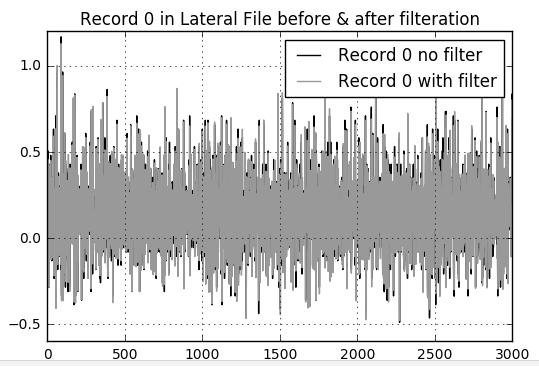 Record 0 in Lateral File before & after filteration
Record 0 no filter
Record 0 with filter
1.0
0.5
0.0
−0.5
0 500 1000 1500 2000 2500 3000